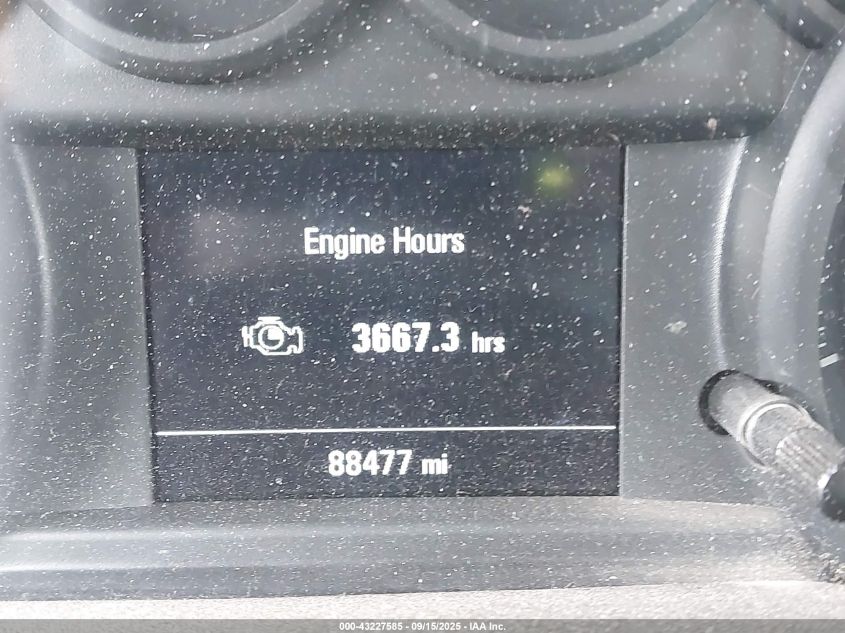 Engine Hours
3667.3 hrs
88477 mi
000-43227585 - 09/15/2025 - IAA Inc.